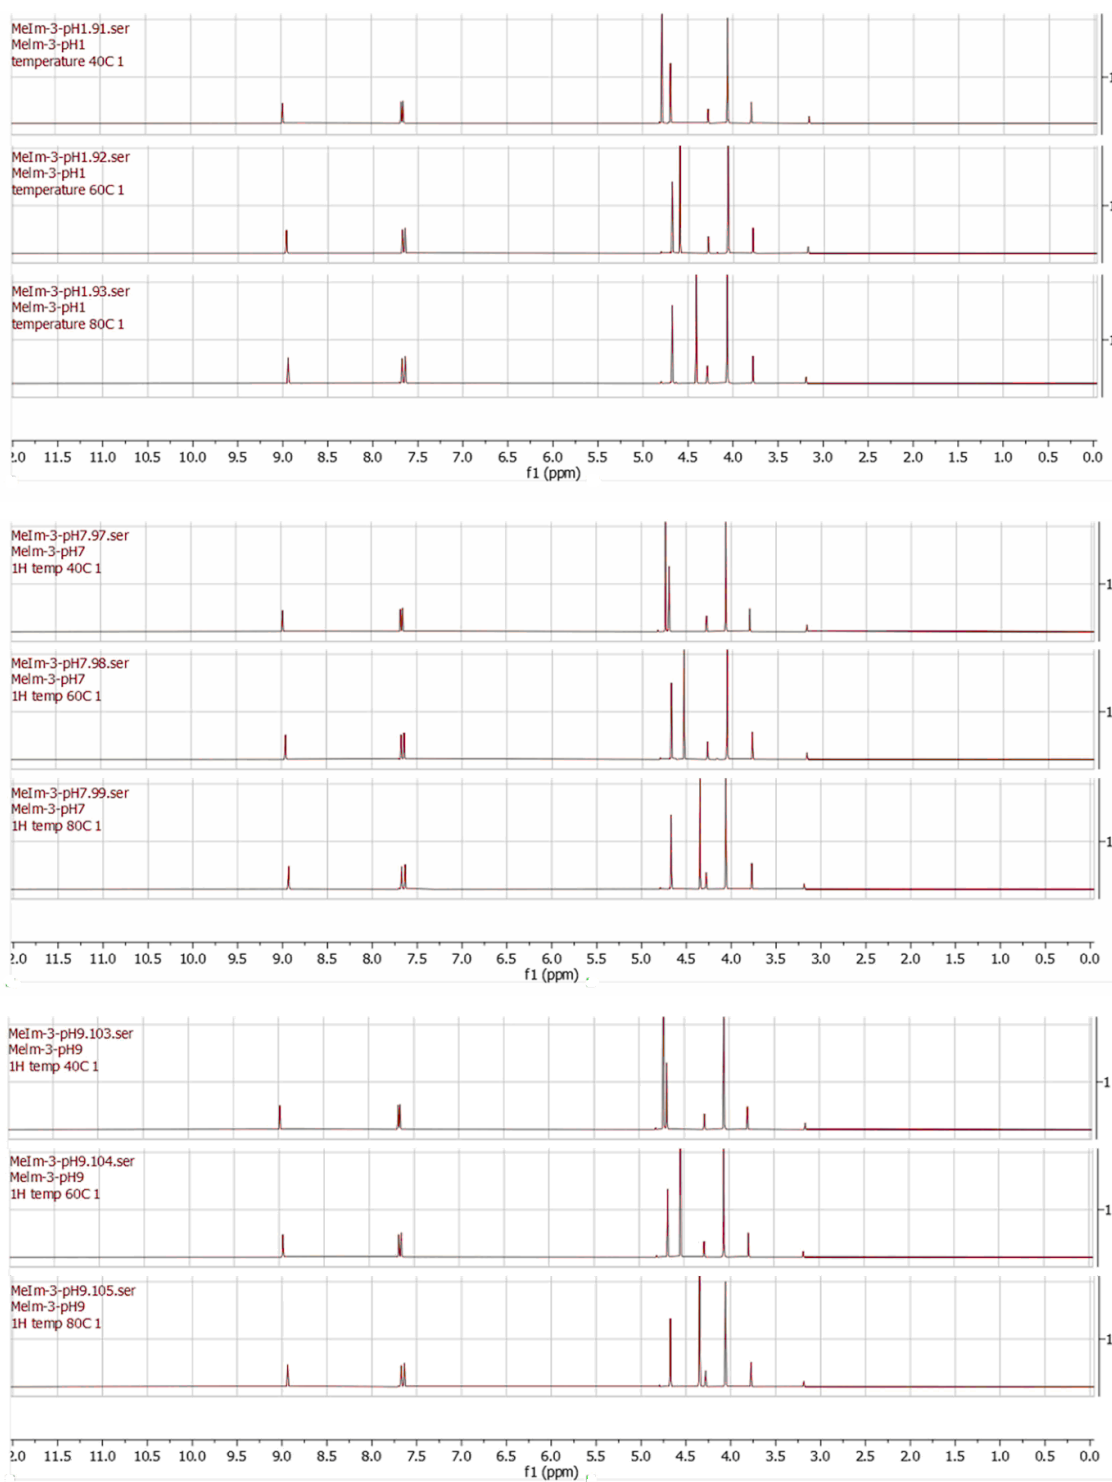 MeIm-3-pH1.91.ser
MeIm-3-pH1
temperature 40C 1
1
MeIm-3-pH1.92.ser
MeIm-3-pH1
temperature 60C 1
1
MeIm-3-pH1.93.ser
MeIm-3-pH1
temperature 80C 1
1
2.0 11.5 11.0 10.5 10.0 9.5 9.0 8.5 8.0 7.5 7.0 6.5 6.0 5.5 5.0 4.5 4.0 3.5 3.0 2.5 2.0 1.5 1.0 0.5 0.0
f1 (ppm)
MeIm-3-pH7.97.ser
MeIm-3-pH7
1H temp 40C 1
1
MeIm-3-pH7.98.ser
MeIm-3-pH7
1H temp 60C 1
1
MeIm-3-pH7.99.ser
MeIm-3-pH7
1H temp 80C 1
1
2.0 11.5 11.0 10.5 10.0 9.5 9.0 8.5 8.0 7.5 7.0 6.5 6.0 5.5 5.0 4.5 4.0 3.5 3.0 2.5 2.0 1.5 1.0 0.5 0.0
f1 (ppm)
MeIm-3-pH9.103.ser
MeIm-3-pH9
1H temp 40C 1
1
MeIm-3-pH9.104.ser
MeIm-3-pH9
1H temp 60C 1
1
MeIm-3-pH9.105.ser
MeIm-3-pH9
1H temp 80C 1
1
2.0 11.5 11.0 10.5 10.0 9.5 9.0 8.5 8.0 7.5 7.0 6.5 6.0 5.5 5.0 4.5 4.0 3.5 3.0 2.5 2.0 1.5 1.0 0.5 0.0
f1 (ppm)